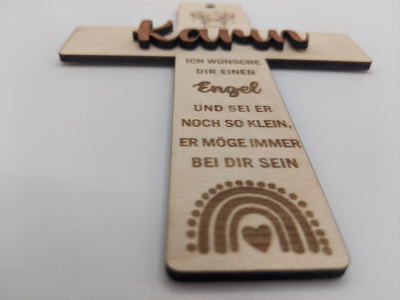 Karin
ICH WÜNSCHE
DIR EINEN
Engel
UND SEI ER
NOCH SO KLEIN,
ER MÖGE IMMER
BEI DIR SEIN